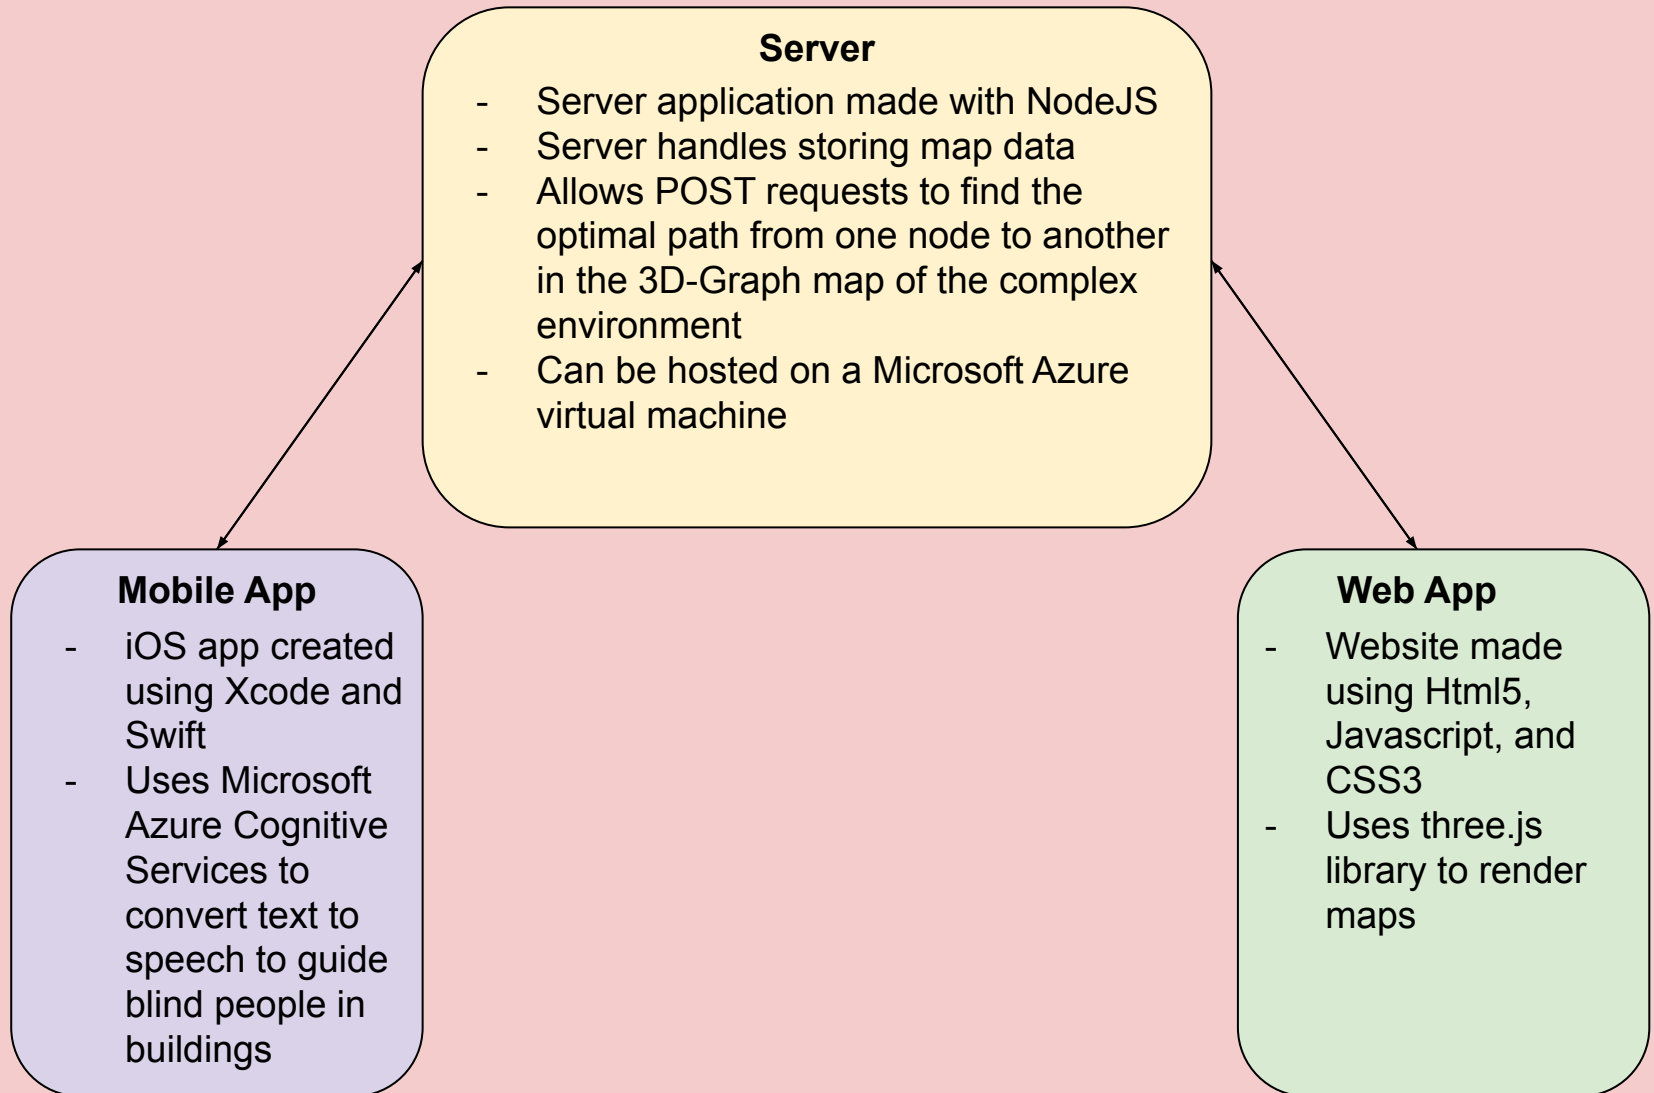 Server
- Server application made with NodeJS
- Server handles storing map data
- Allows POST requests to find the
optimal path from one node to another
in the 3D-Graph map of the complex
environment
- Can be hosted on a Microsoft Azure
virtual machine
Mobile App
- iOS app created
using Xcode and
Swift
- Uses Microsoft
Azure Cognitive
Services to
convert text to
speech to guide
blind people in
buildings
Web App
- Website made
using Html5,
Javascript, and
CSS3
- Uses three.js
library to render
maps